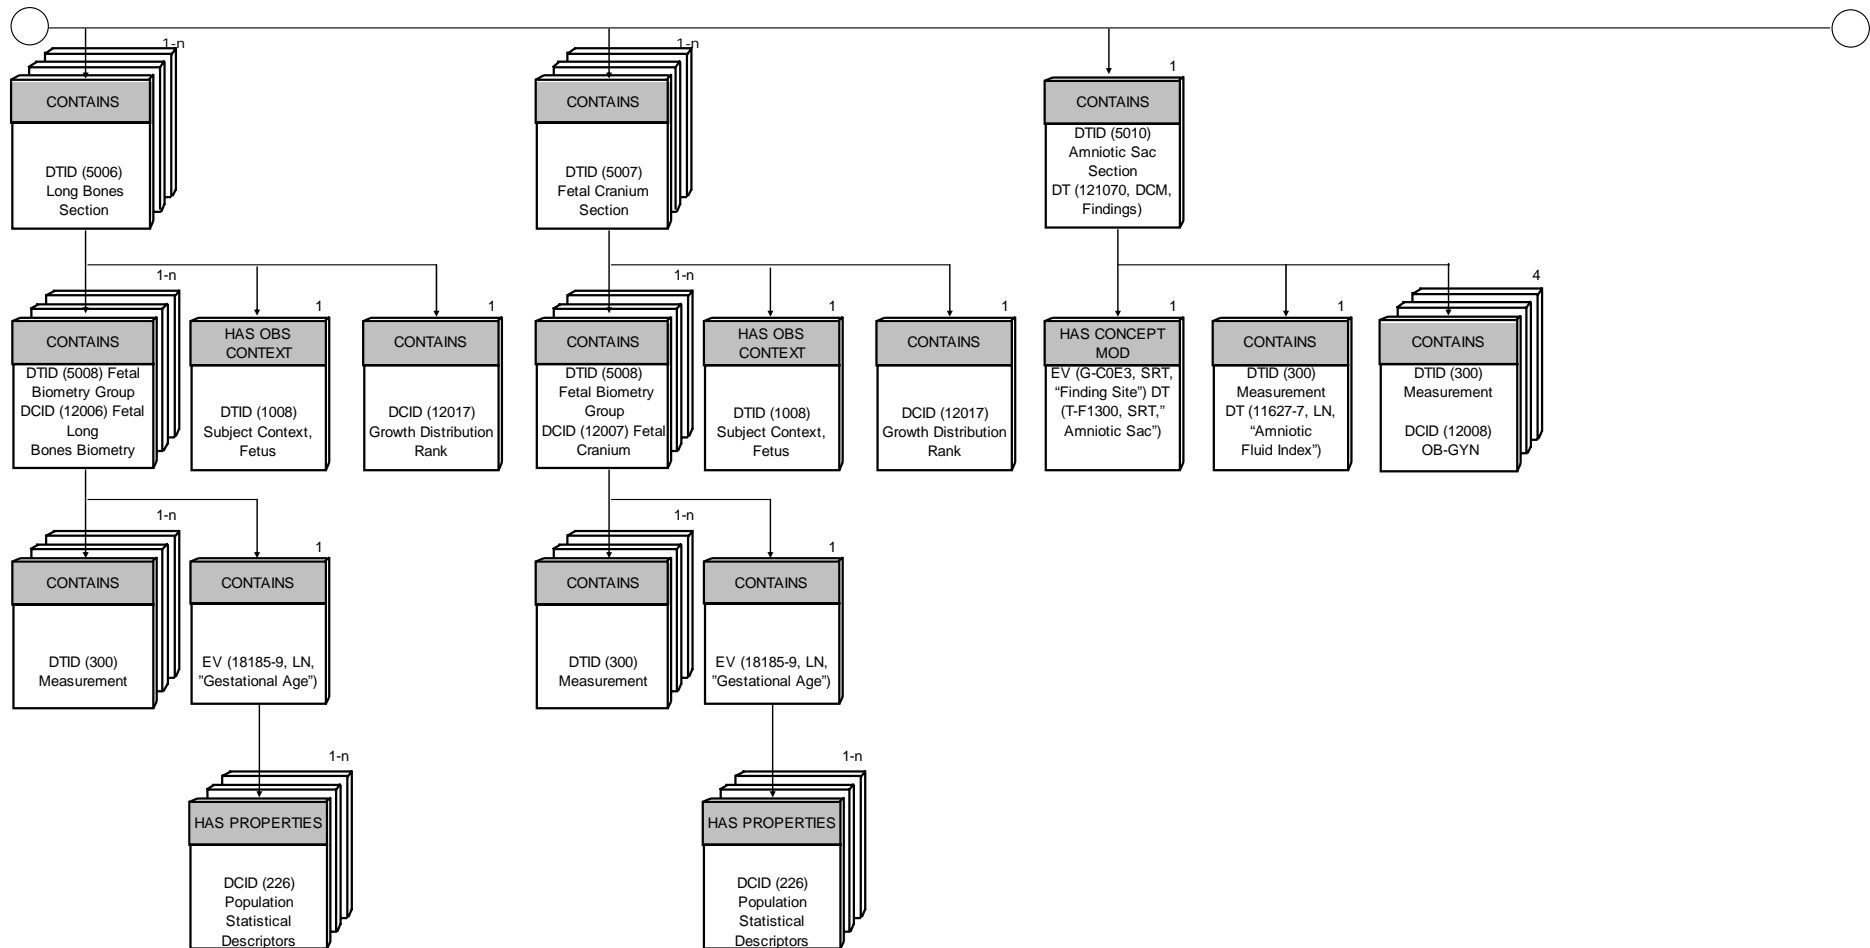 1-n
CONTAINS
DTID (5006)
Long Bones
Section
1-n
CONTAINS
DTID (5007)
Fetal Cranium
Section
1
CONTAINS
DTID (5010)
Amniotic Sac
Section
DT (121070, DCM,
Findings)
1-n
CONTAINS
DTID (5008) Fetal
Biometry Group
DCID (12006) Fetal
Long
Bones Biometry
1
HAS OBS
CONTEXT
DTID (1008)
Subject Context,
Fetus
1
CONTAINS
DCID (12017)
Growth Distribution
Rank
1-n
CONTAINS
DTID (5008)
Fetal Biometry
Group
DCID (12007) Fetal
Cranium
1
HAS OBS
CONTEXT
DTID (1008)
Subject Context,
Fetus
1
CONTAINS
DCID (12017)
Growth Distribution
Rank
1
HAS CONCEPT
MOD
EV (G-C0E3, SRT,
“Finding Site”) DT
(T-F1300, SRT,”
Amniotic Sac”)
1
CONTAINS
DTID (300)
Measurement
DT (11627-7, LN,
“Amniotic
Fluid Index”)
4
CONTAINS
DTID (300)
Measurement
DCID (12008)
OB-GYN
1-n
CONTAINS
DTID (300)
Measurement
1
CONTAINS
EV (18185-9, LN,
”Gestational Age”)
1-n
CONTAINS
DTID (300)
Measurement
1
CONTAINS
EV (18185-9, LN,
”Gestational Age”)
1-n
HAS PROPERTIES
DCID (226)
Population
Statistical
Descriptors
1-n
HAS PROPERTIES
DCID (226)
Population
Statistical
Descriptors